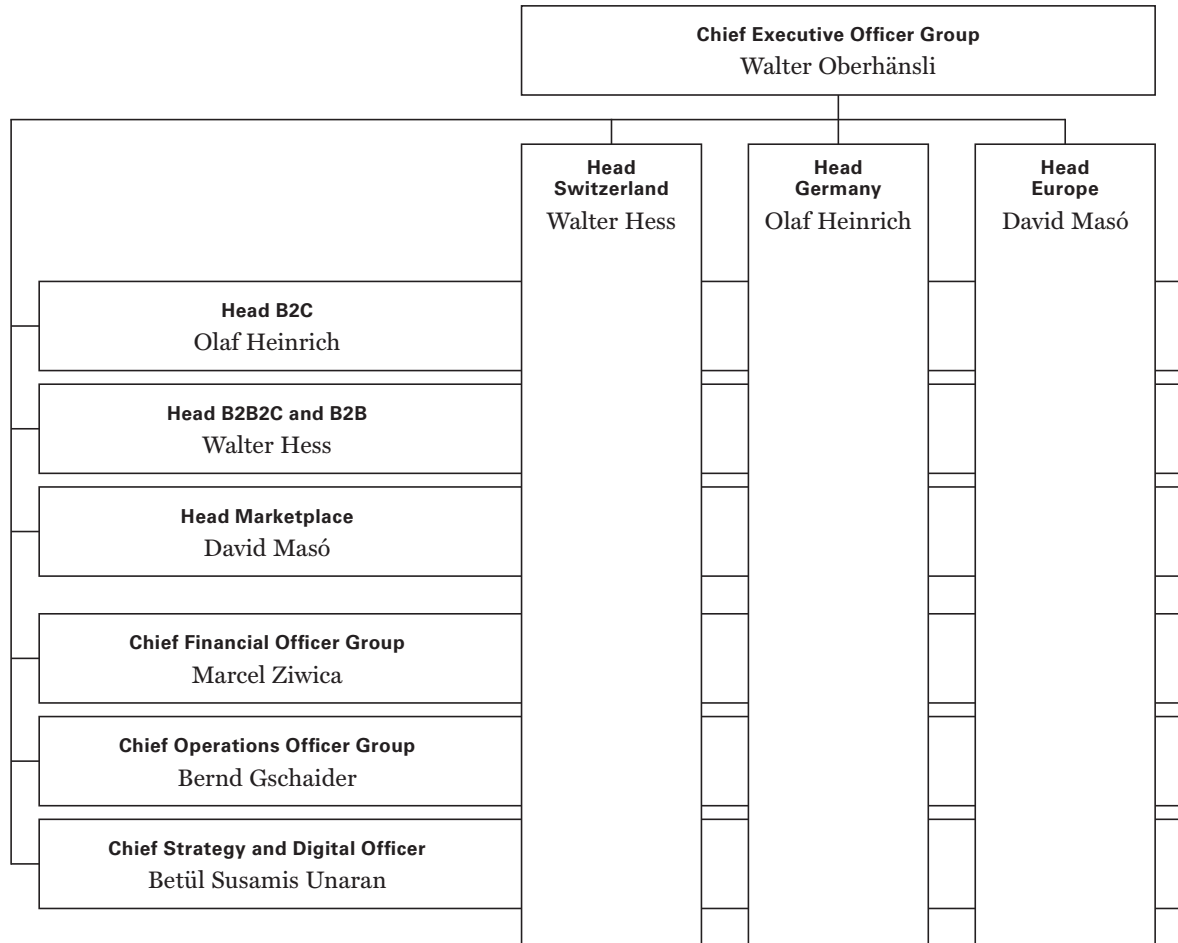 Chief Executive Officer Group
Walter Oberhänsli
Head
Switzerland
Walter Hess
Head
Germany
Olaf Heinrich
Head
Europe
David Masó
Head B2C
Olaf Heinrich
Head B2B2C and B2B
Walter Hess
Head Marketplace
David Masó
Chief Financial Officer Group
Marcel Ziwica
Chief Operations Officer Group
Bernd Gschaider
Chief Strategy and Digital Officer
Betül Susamis Unaran